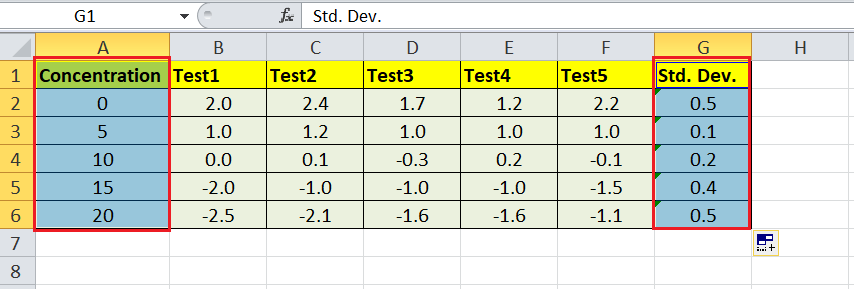 G1 fx Std. Dev.
A B C D E F G H
1 Concentration Test1 Test2 Test3 Test4 Test5 Std. Dev.
2 0 2.0 2.4 1.7 1.2 2.2 0.5
3 5 1.0 1.2 1.0 1.0 1.0 0.1
4 10 0.0 0.1 -0.3 0.2 -0.1 0.2
5 15 -2.0 -1.0 -1.0 -1.0 -1.5 0.4
6 20 -2.5 -2.1 -1.6 -1.6 -1.1 0.5
7
8